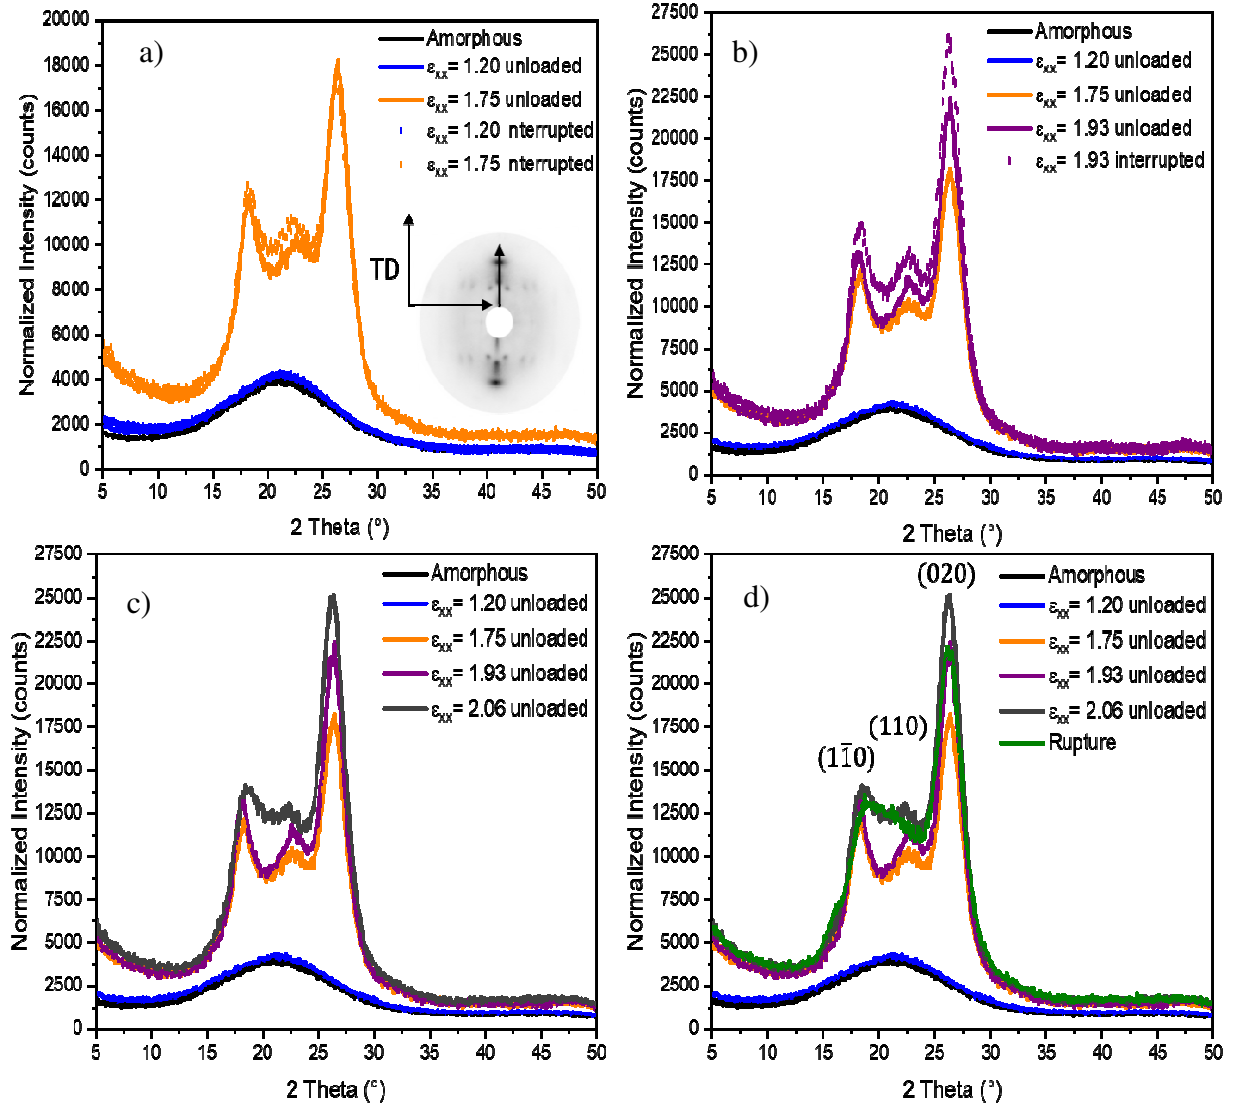 a)
20000
18000
16000
14000
12000
10000
8000
6000
4000
2000
0
Normalized Intensity (counts)
Amorphous
εxx= 1.20 unloaded
εxx= 1.75 unloaded
εxx= 1.20 nterrupted
εxx= 1.75 nterrupted
TD
5 10 15 20 25 30 35 40 45 50
2 Theta (°)
b)
27500
25000
22500
20000
17500
15000
12500
10000
7500
5000
2500
0
Normalized Intensity (counts)
Amorphous
εxx= 1.20 unloaded
εxx= 1.75 unloaded
εxx= 1.93 unloaded
εxx= 1.93 interrupted
5 10 15 20 25 30 35 40 45 50
2 Theta (°)
c)
27500
25000
22500
20000
17500
15000
12500
10000
7500
5000
2500
0
Normalized Intensity (counts)
Amorphous
εxx= 1.20 unloaded
εxx= 1.75 unloaded
εxx= 1.93 unloaded
εxx= 2.06 unloaded
5 10 15 20 25 30 35 40 45 50
2 Theta (°)
d)
27500
25000
22500
20000
17500
15000
12500
10000
7500
5000
2500
0
Normalized Intensity (counts)
(020)
(110)
(11̅0)
Amorphous
εxx= 1.20 unloaded
εxx= 1.75 unloaded
εxx= 1.93 unloaded
εxx= 2.06 unloaded
Rupture
5 10 15 20 25 30 35 40 45 50
2 Theta (°)